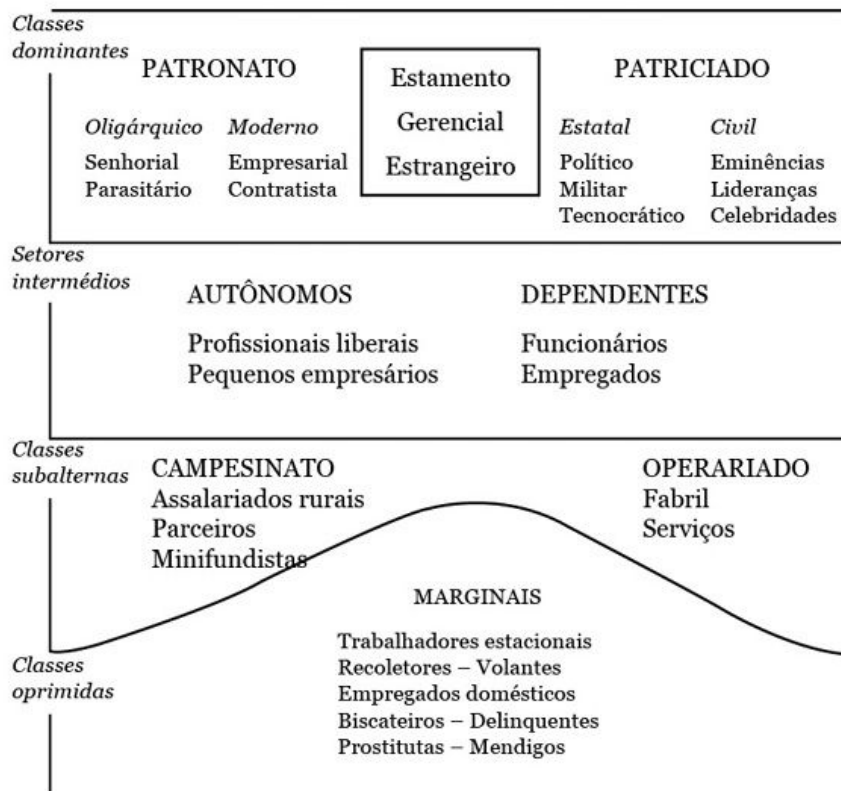 Classes
dominantes
PATRONATO
Oligárquico Moderno
Senhorial Empresarial
Parasitário Contratista
Estamento
Gerencial
Estrangeiro
PATRICIADO
Estatal Civil
Político Eminências
Militar Lideranças
Tecnocrático Celebridades
Setores
intermédios
AUTÔNOMOS
Profissionais liberais
Pequenos empresários
DEPENDENTES
Funcionários
Empregados
Classes
subalternas
CAMPESINATO
Assalariados rurais
Parceiros
Minifundistas
OPERARIADO
Fabril
Serviços
Classes
oprimidas
MARGINAIS
Trabalhadores estacionais
Recoletores – Volantes
Empregados domésticos
Biscateiros – Delinquentes
Prostitutas – Mendigos